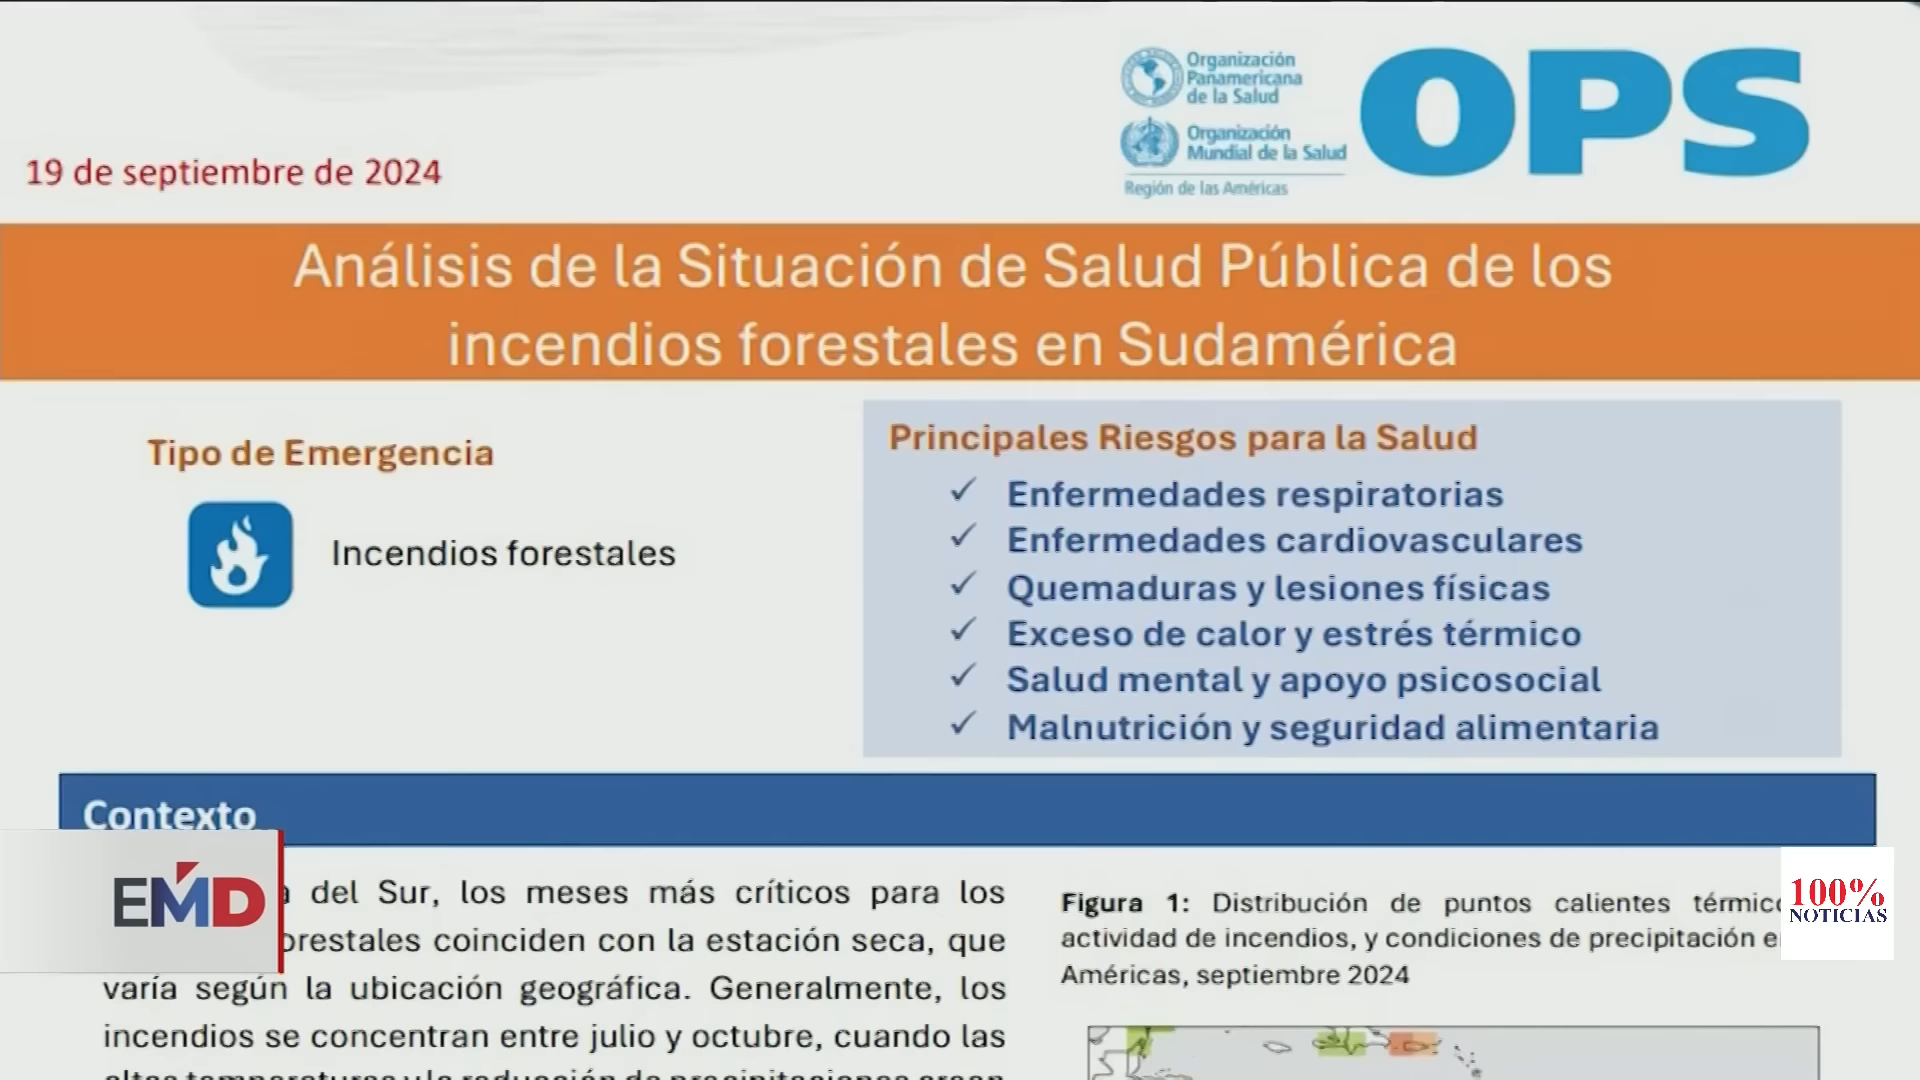 Organización
Panamericana
de la Salud
Organización
Mundial de la Salud
Región de las Américas
OPS
19 de septiembre de 2024
Análisis de la Situación de Salud Pública de los
incendios forestales en Sudamérica
Tipo de Emergencia
Incendios forestales
Principales Riesgos para la Salud
✓ Enfermedades respiratorias
✓ Enfermedades cardiovasculares
✓ Quemaduras y lesiones físicas
✓ Exceso de calor y estrés térmico
✓ Salud mental y apoyo psicosocial
✓ Malnutrición y seguridad alimentaria
Contexto
EMD
del Sur, los meses más críticos para los
coinciden con la estación seca, que
varía según la ubicación geográfica. Generalmente, los
incendios se concentran entre julio y octubre, cuando las
Figura 1: Distribución de puntos calientes
actividad de incendios, y condiciones de precipitación
Américas, septiembre 2024
100%
NOTICIAS